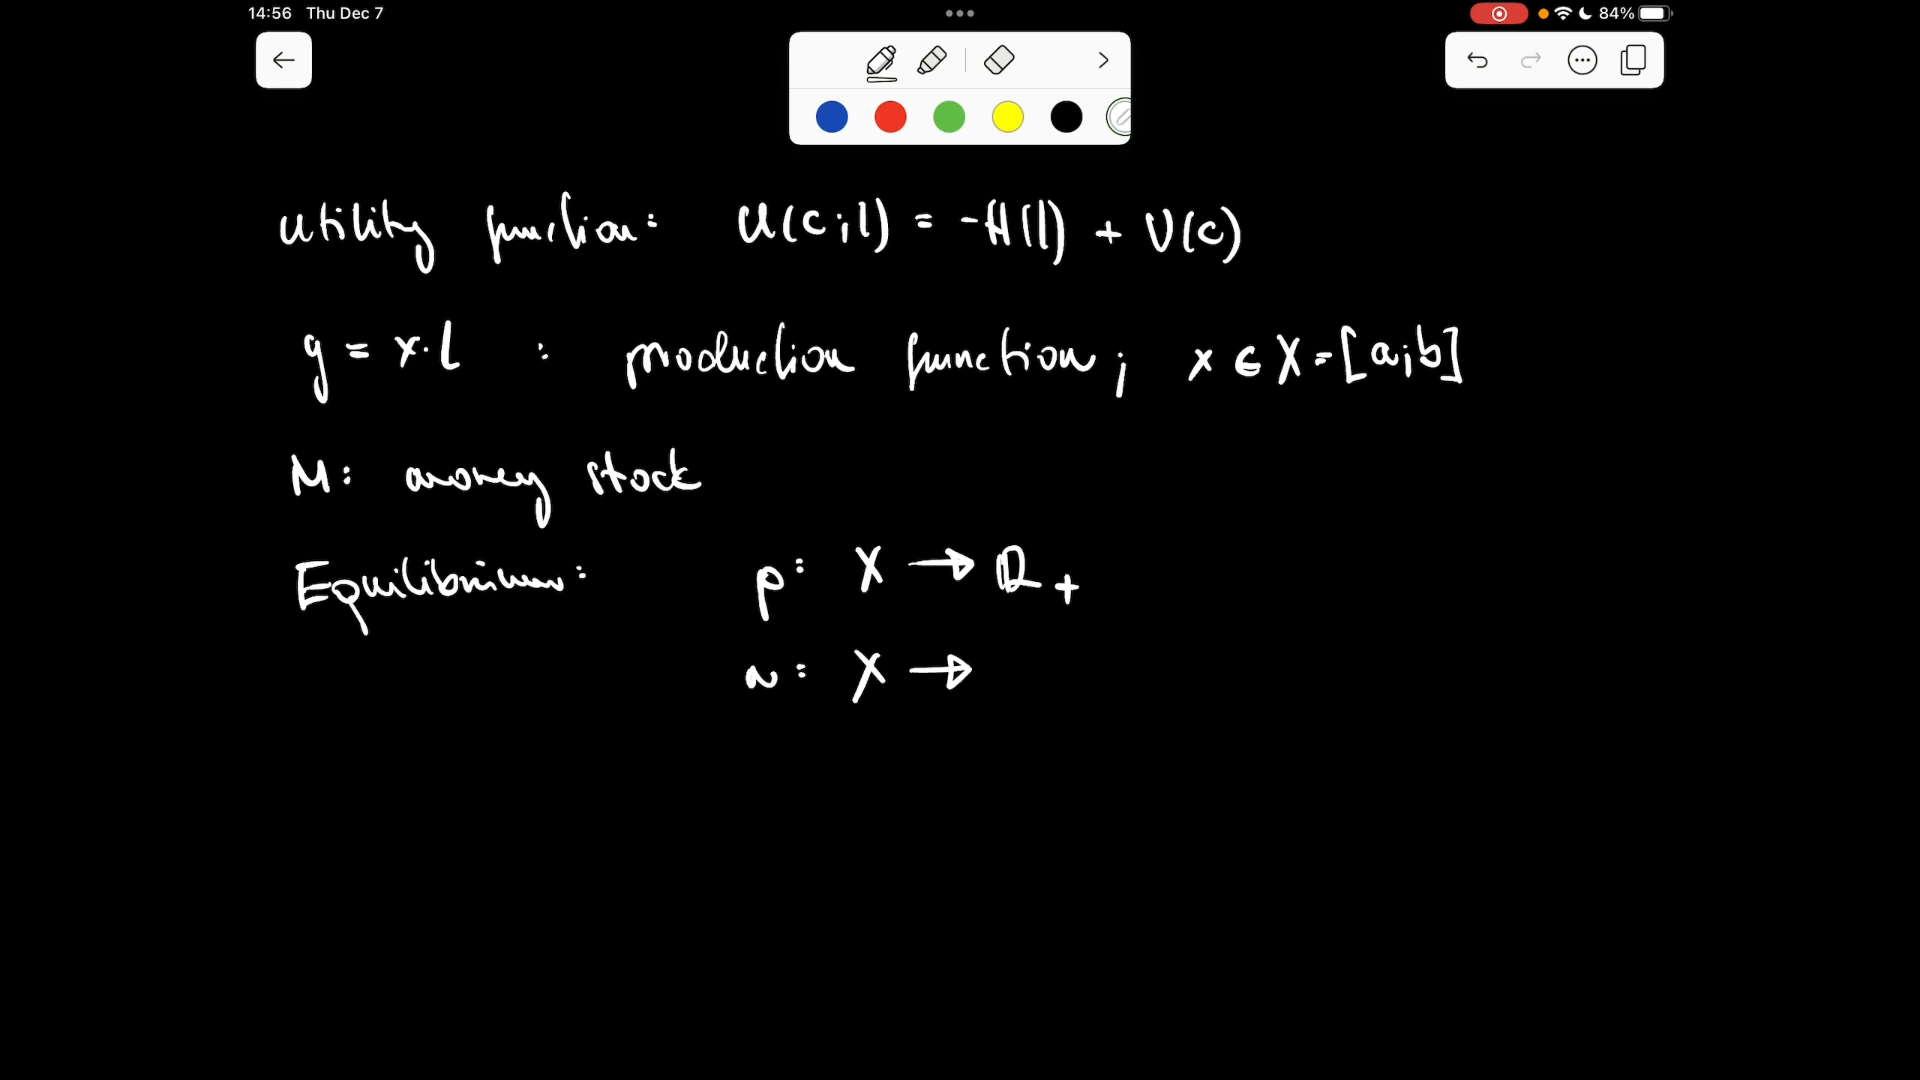 14:56 Thu Dec 7 84%
utility function: U(c;l) = -H(l) + V(c)
y = x·l : production function; x ∈ X = [a;b]
M: money stock
Equilibrium: p: X → ℝ+
n: X →